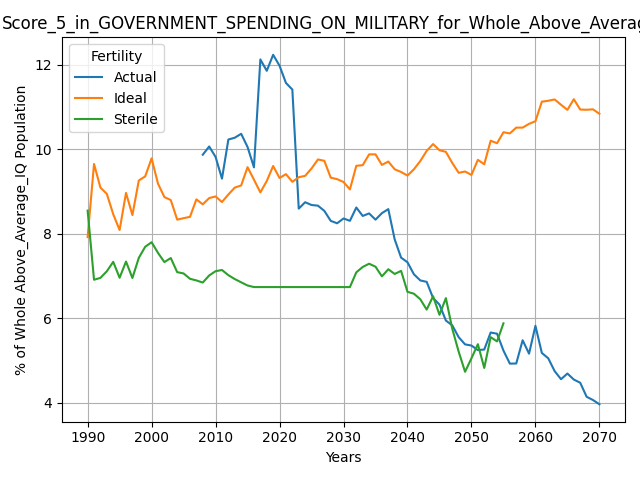 Score_5_in_GOVERNMENT_SPENDING_ON_MILITARY_for_Whole_Above_Averag
Fertility
Actual
Ideal
Sterile
% of Whole Above_Average_IQ Population
12
10
8
6
4
1990 2000 2010 2020 2030 2040 2050 2060 2070
Years